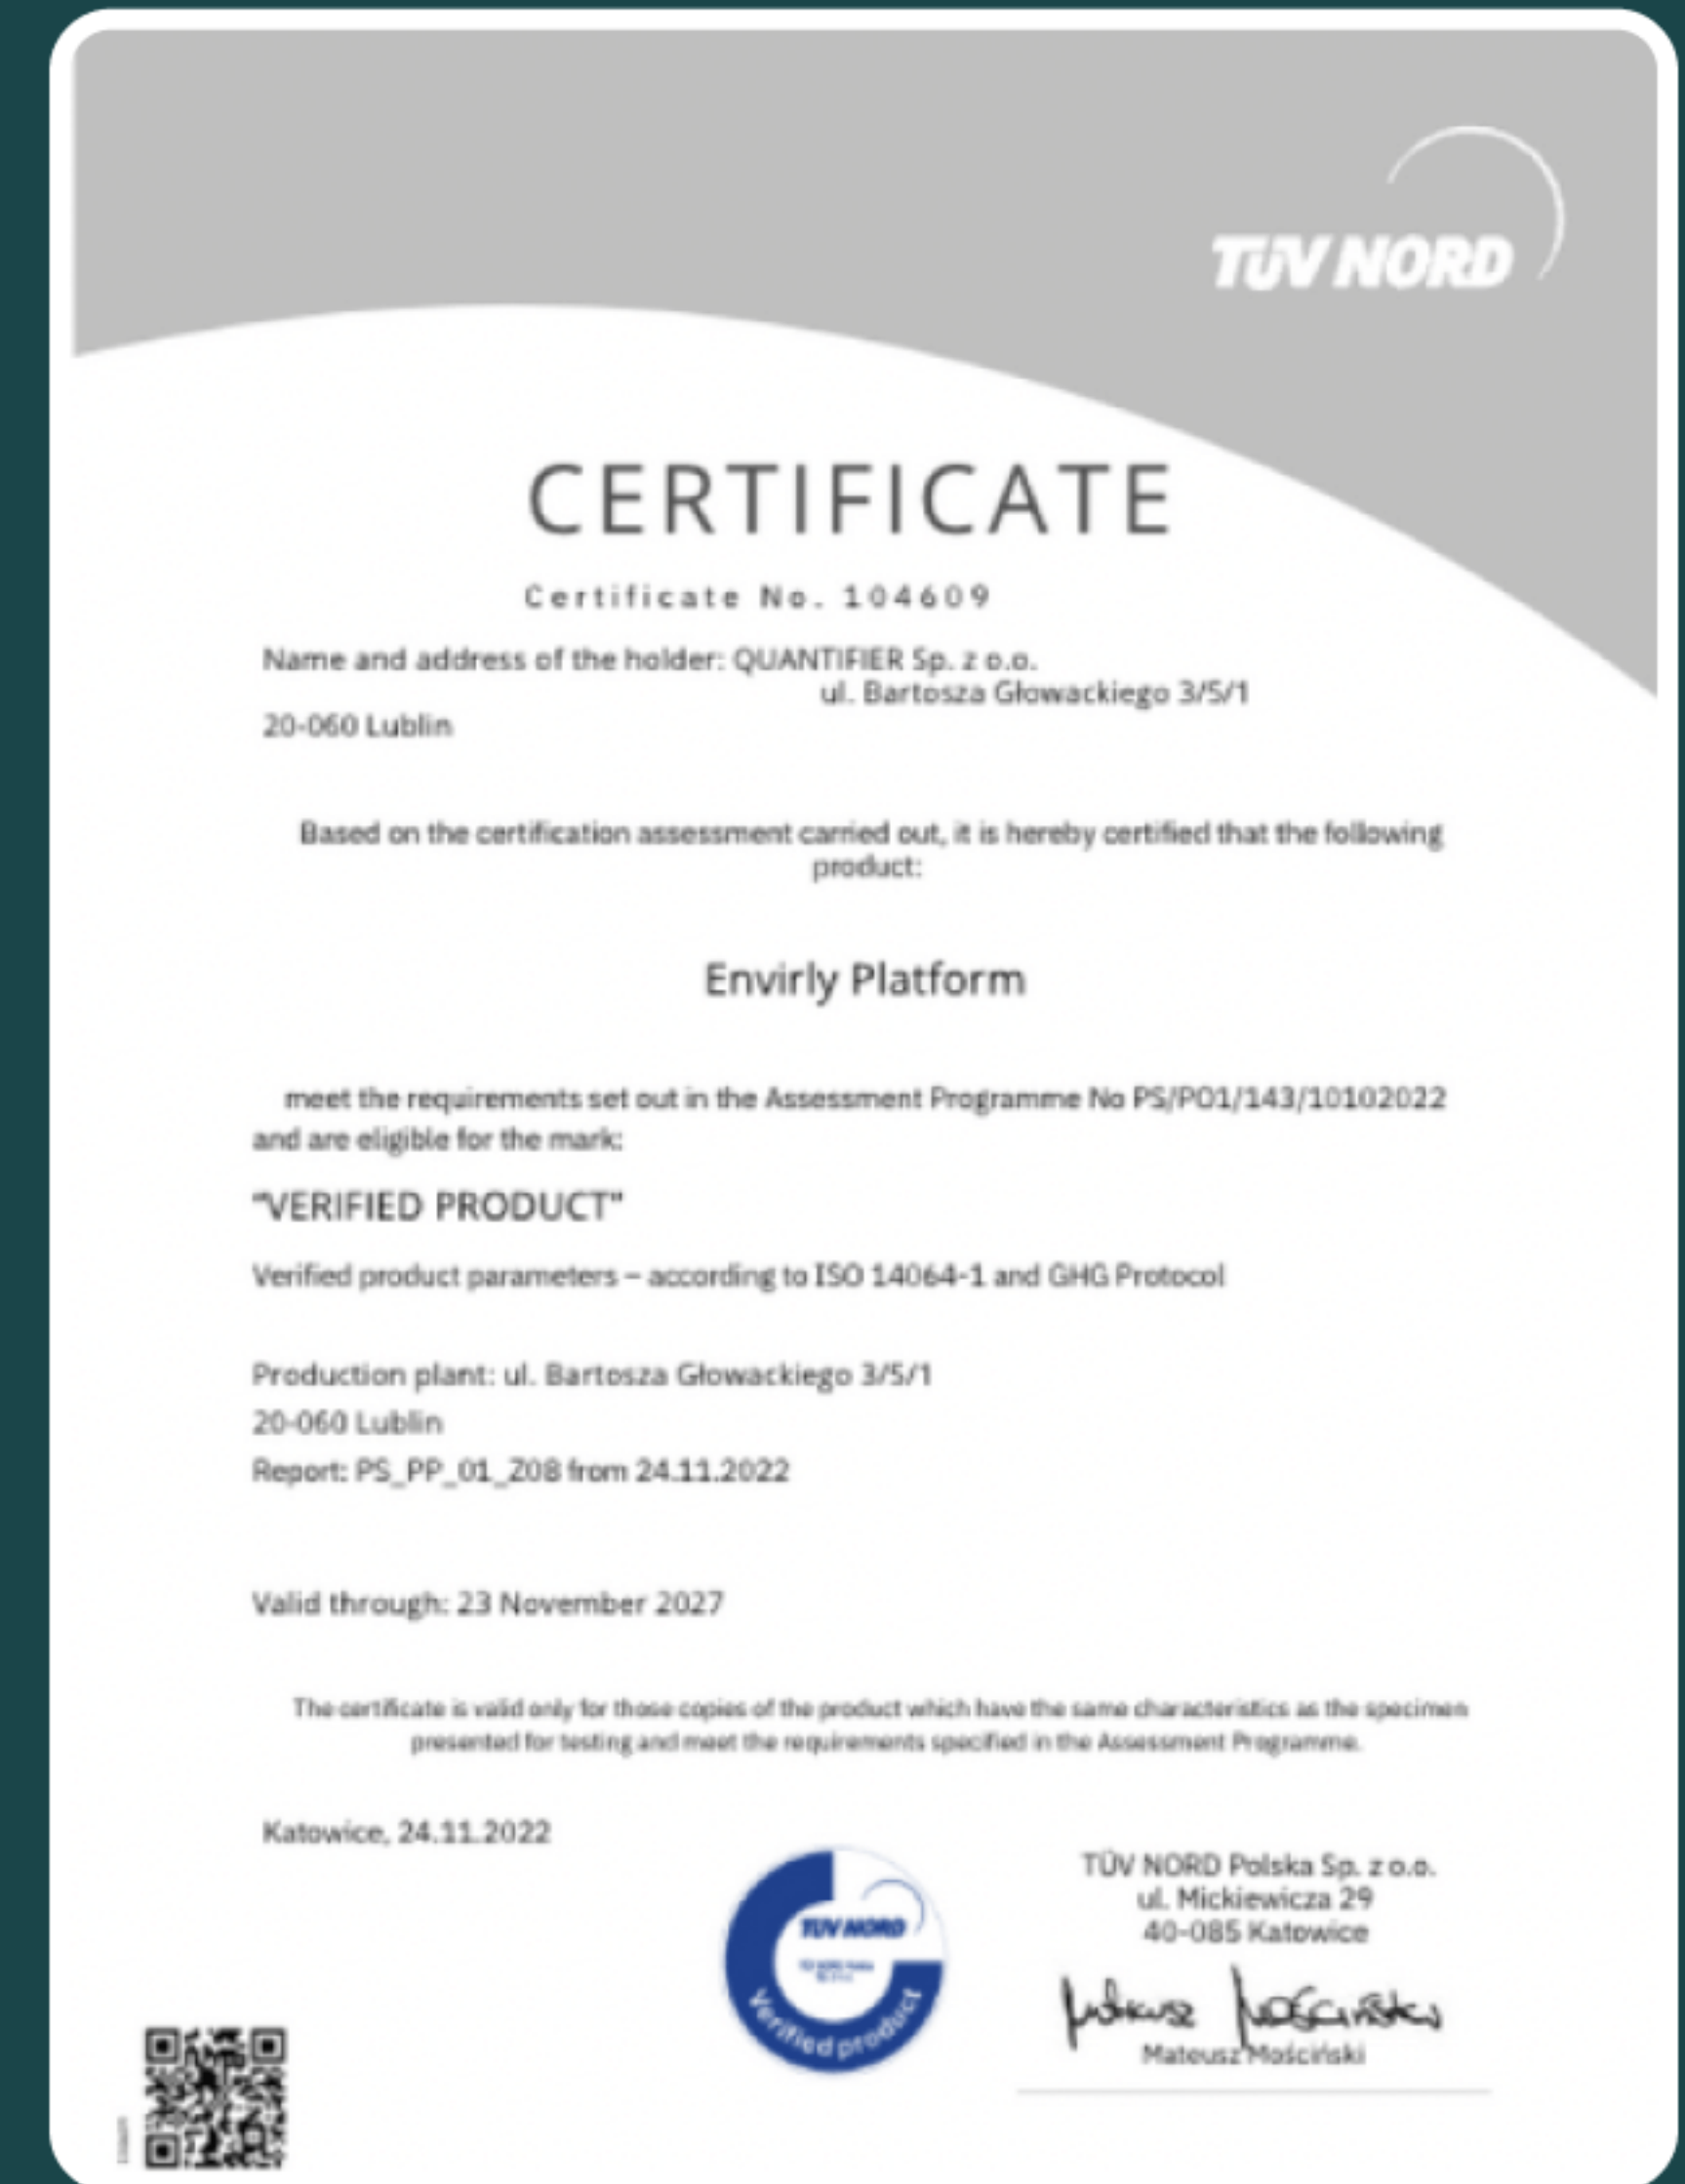 TÜV NORD
CERTIFICATE
Certificate No. 104609
Name and address of the holder: QUANTIFIER Sp. z o.o.
ul. Bartosza Głowackiego 3/5/1
20-060 Lublin
Based on the certification assessment carried out, it is hereby certified that the following
product:
Envirly Platform
meet the requirements set out in the Assessment Programme No PS/PO1/143/10102022
and are eligible for the mark:
"VERIFIED PRODUCT"
Verified product parameters – according to ISO 14064-1 and GHG Protocol
Production plant: ul. Bartosza Głowackiego 3/5/1
20-060 Lublin
Report: PS_PP_01_Z08 from 24.11.2022
Valid through: 23 November 2027
The certificate is valid only for those copies of the product which have the same characteristics as the specimen
presented for testing and meet the requirements specified in the Assessment Programme.
Katowice, 24.11.2022
TÜV NORD
Verified product
TÜV NORD Polska Sp. z o.o.
ul. Mickiewicza 29
40-085 Katowice
Mateusz Mościński
Mateusz Mościński